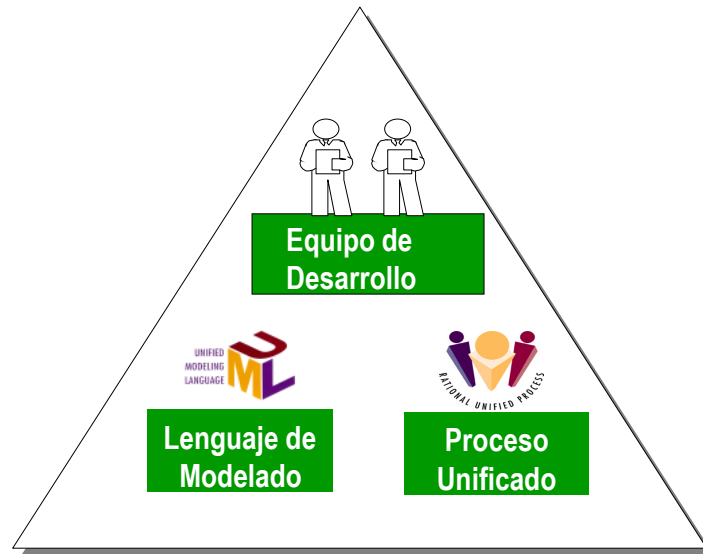 Equipo de
Desarrollo
UNIFIED
MODELING
LANGUAGE
UML
RATIONAL UNIFIED PROCESS
Lenguaje de
Modelado
Proceso
Unificado